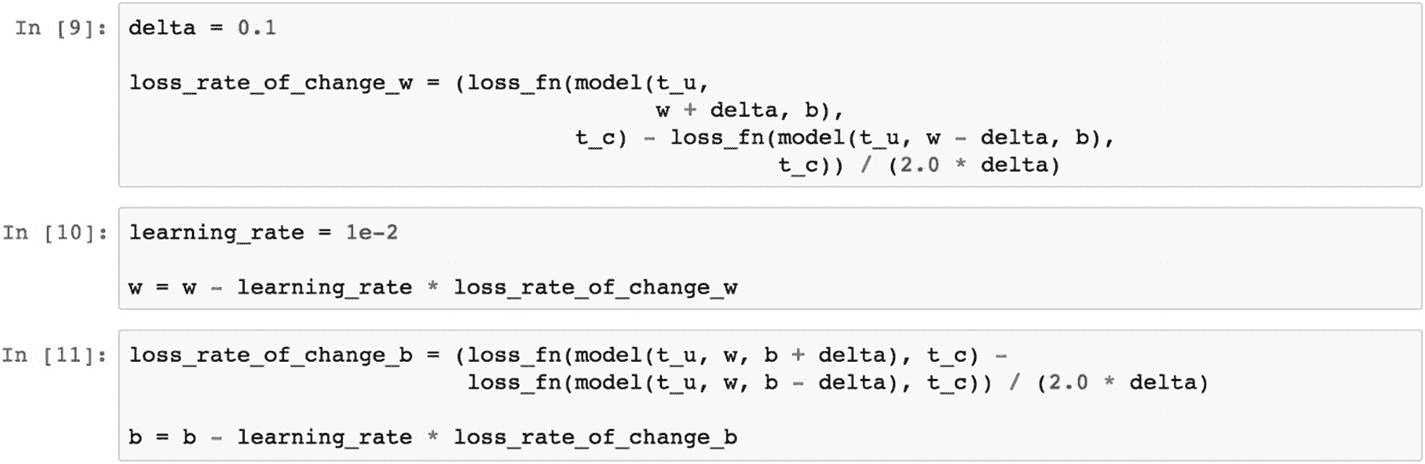 In [9]: delta = 0.1
loss_rate_of_change_w = (loss_fn(model(t_u,
w + delta, b),
t_c) - loss_fn(model(t_u, w - delta, b),
t_c)) / (2.0 * delta)
In [10]: learning_rate = 1e-2
w = w - learning_rate * loss_rate_of_change_w
In [11]: loss_rate_of_change_b = (loss_fn(model(t_u, w, b + delta), t_c) -
loss_fn(model(t_u, w, b - delta), t_c)) / (2.0 * delta)
b = b - learning_rate * loss_rate_of_change_b